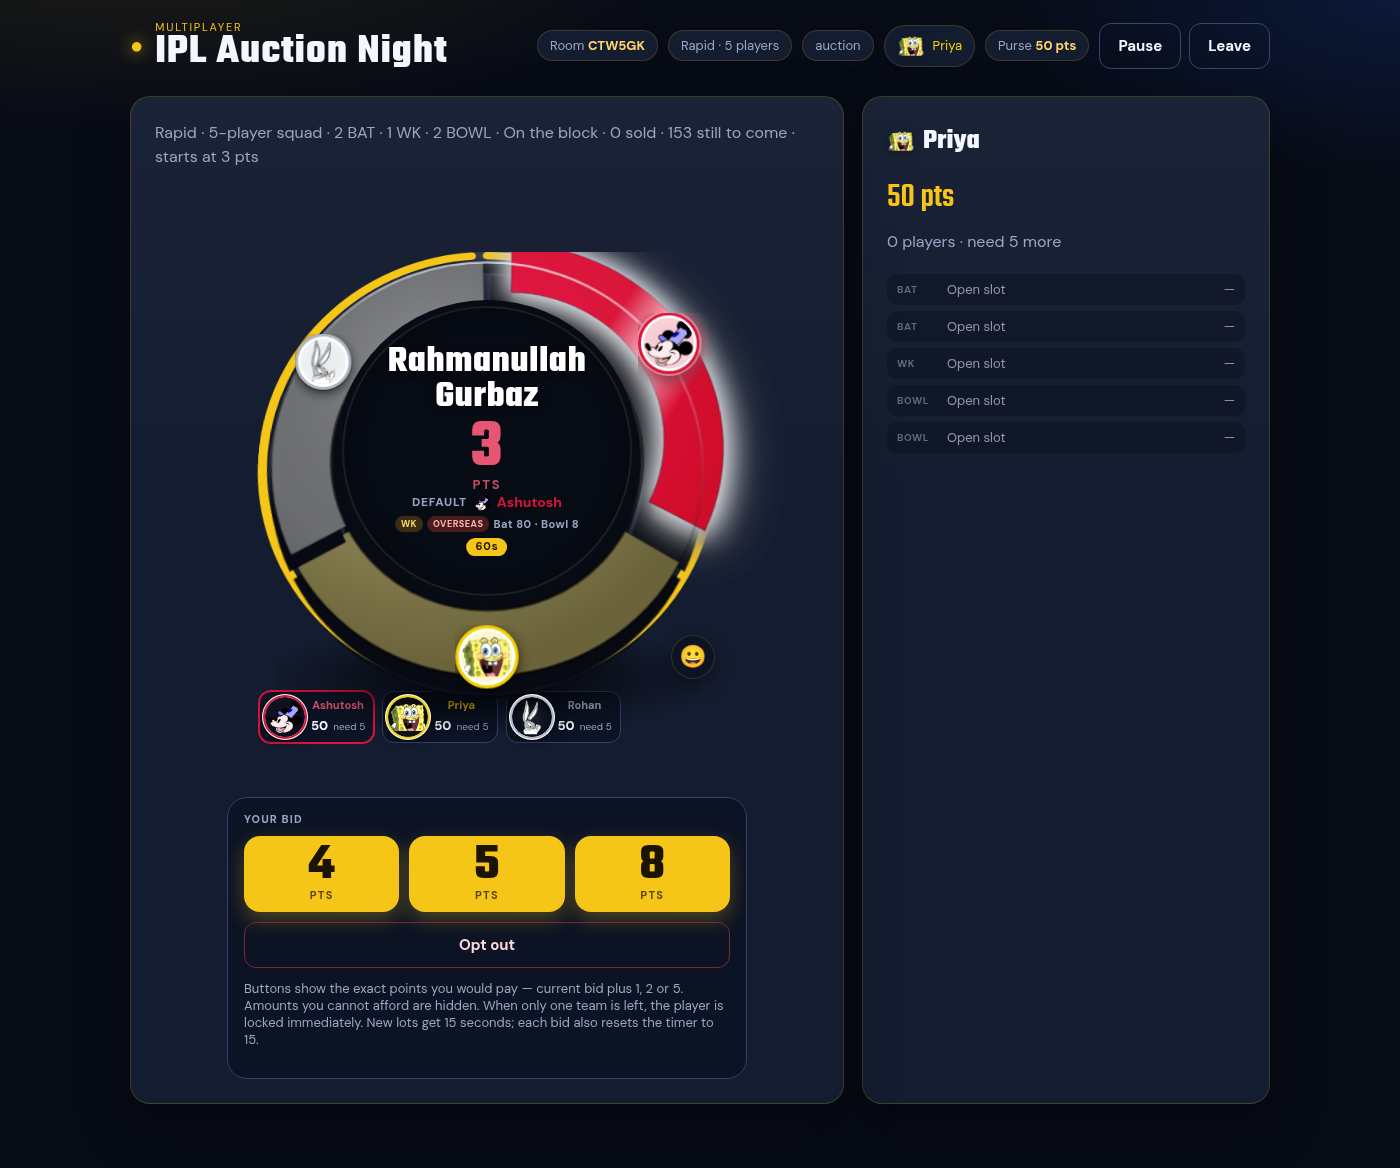 MULTIPLAYER
IPL Auction Night
Room CTW5GK
Rapid · 5 players
auction
Priya
Purse 50 pts
Pause
Leave
Rapid · 5-player squad · 2 BAT · 1 WK · 2 BOWL · On the block · 0 sold · 153 still to come ·
starts at 3 pts
Rahmanullah
Gurbaz
3
PTS
DEFAULT Ashutosh
WK OVERSEAS Bat 80 · Bowl 8
60s
Ashutosh
50 need 5
Priya
50 need 5
Rohan
50 need 5
YOUR BID
4
PTS
5
PTS
8
PTS
Opt out
Buttons show the exact points you would pay — current bid plus 1, 2 or 5.
Amounts you cannot afford are hidden. When only one team is left, the player is
locked immediately. New lots get 15 seconds; each bid also resets the timer to
15.
Priya
50 pts
0 players · need 5 more
BAT Open slot —
BAT Open slot —
WK Open slot —
BOWL Open slot —
BOWL Open slot —